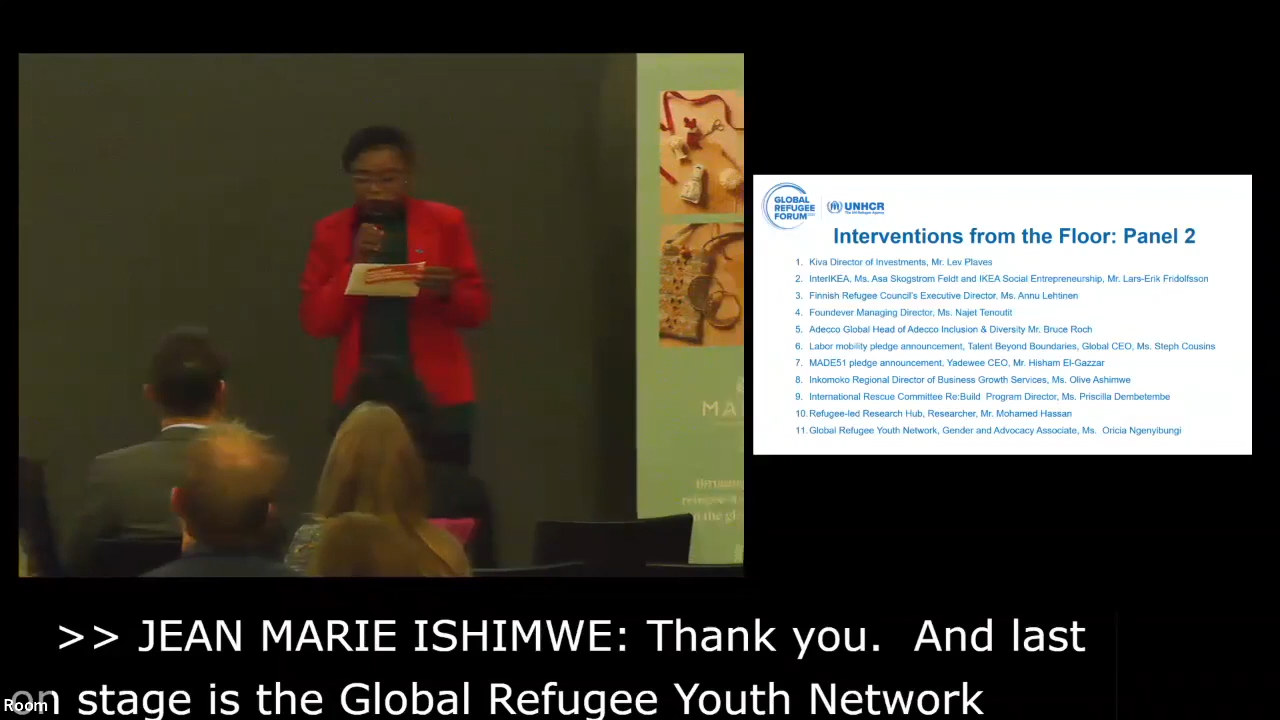 GLOBAL
REFUGEE
FORUM
UNHCR
The UN Refugee Agency
Interventions from the Floor: Panel 2
1. Kiva Director of Investments, Mr. Lev Plaves
2. InterIKEA, Ms. Asa Skogstrom Feldt and IKEA Social Entrepreneurship, Mr. Lars-Erik Fridolfsson
3. Finnish Refugee Council's Executive Director, Ms. Annu Lehtinen
4. Foundever Managing Director, Ms. Najet Tenoutit
5. Adecco Global Head of Adecco Inclusion & Diversity Mr. Bruce Roch
6. Labor mobility pledge announcement, Talent Beyond Boundaries, Global CEO, Ms. Steph Cousins
7. MADE51 pledge announcement, Yadewee CEO, Mr. Hisham El-Gazzar
8. Inkomoko Regional Director of Business Growth Services, Ms. Olive Ashimwe
9. International Rescue Committee Re:Build Program Director, Ms. Priscilla Dembetembe
10. Refugee-led Research Hub, Researcher, Mr. Mohamed Hassan
11. Global Refugee Youth Network, Gender and Advocacy Associate, Ms. Oricia Ngenyibungi
MA
>> JEAN MARIE ISHIMWE: Thank you. And last
on stage is the Global Refugee Youth Network
Room